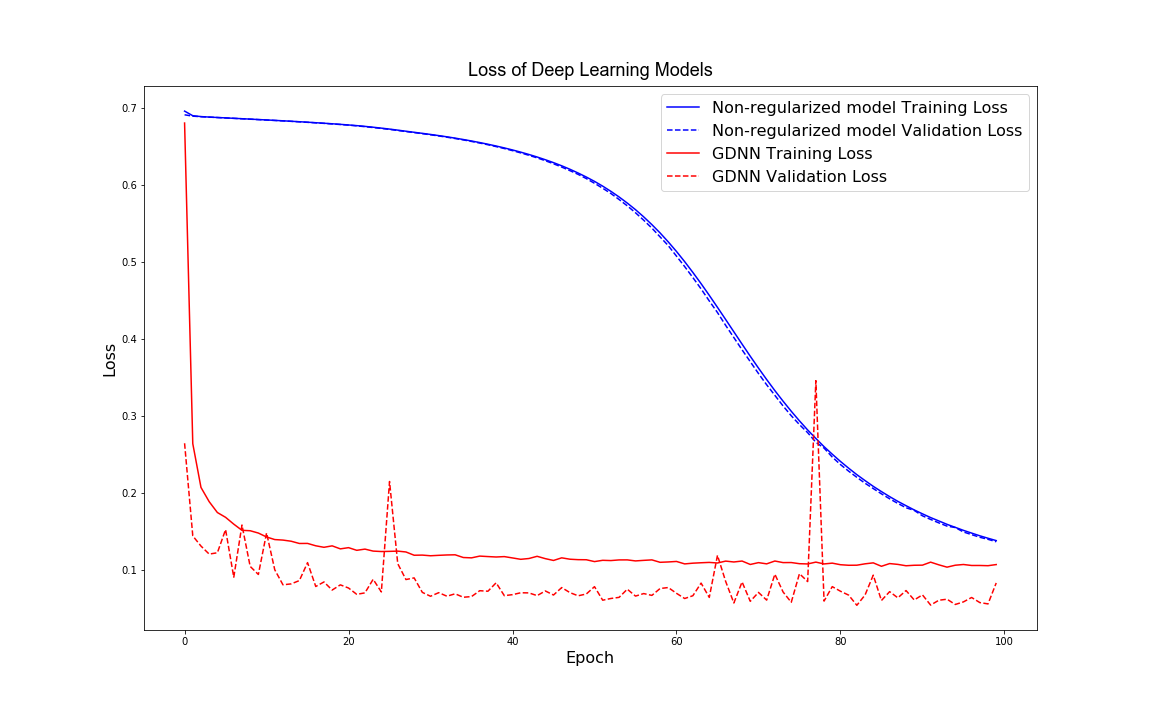 Loss of Deep Learning Models
Non-regularized model Training Loss
Non-regularized model Validation Loss
GDNN Training Loss
GDNN Validation Loss
Loss
0.7
0.6
0.5
0.4
0.3
0.2
0.1
0 20 40 60 80 100
Epoch